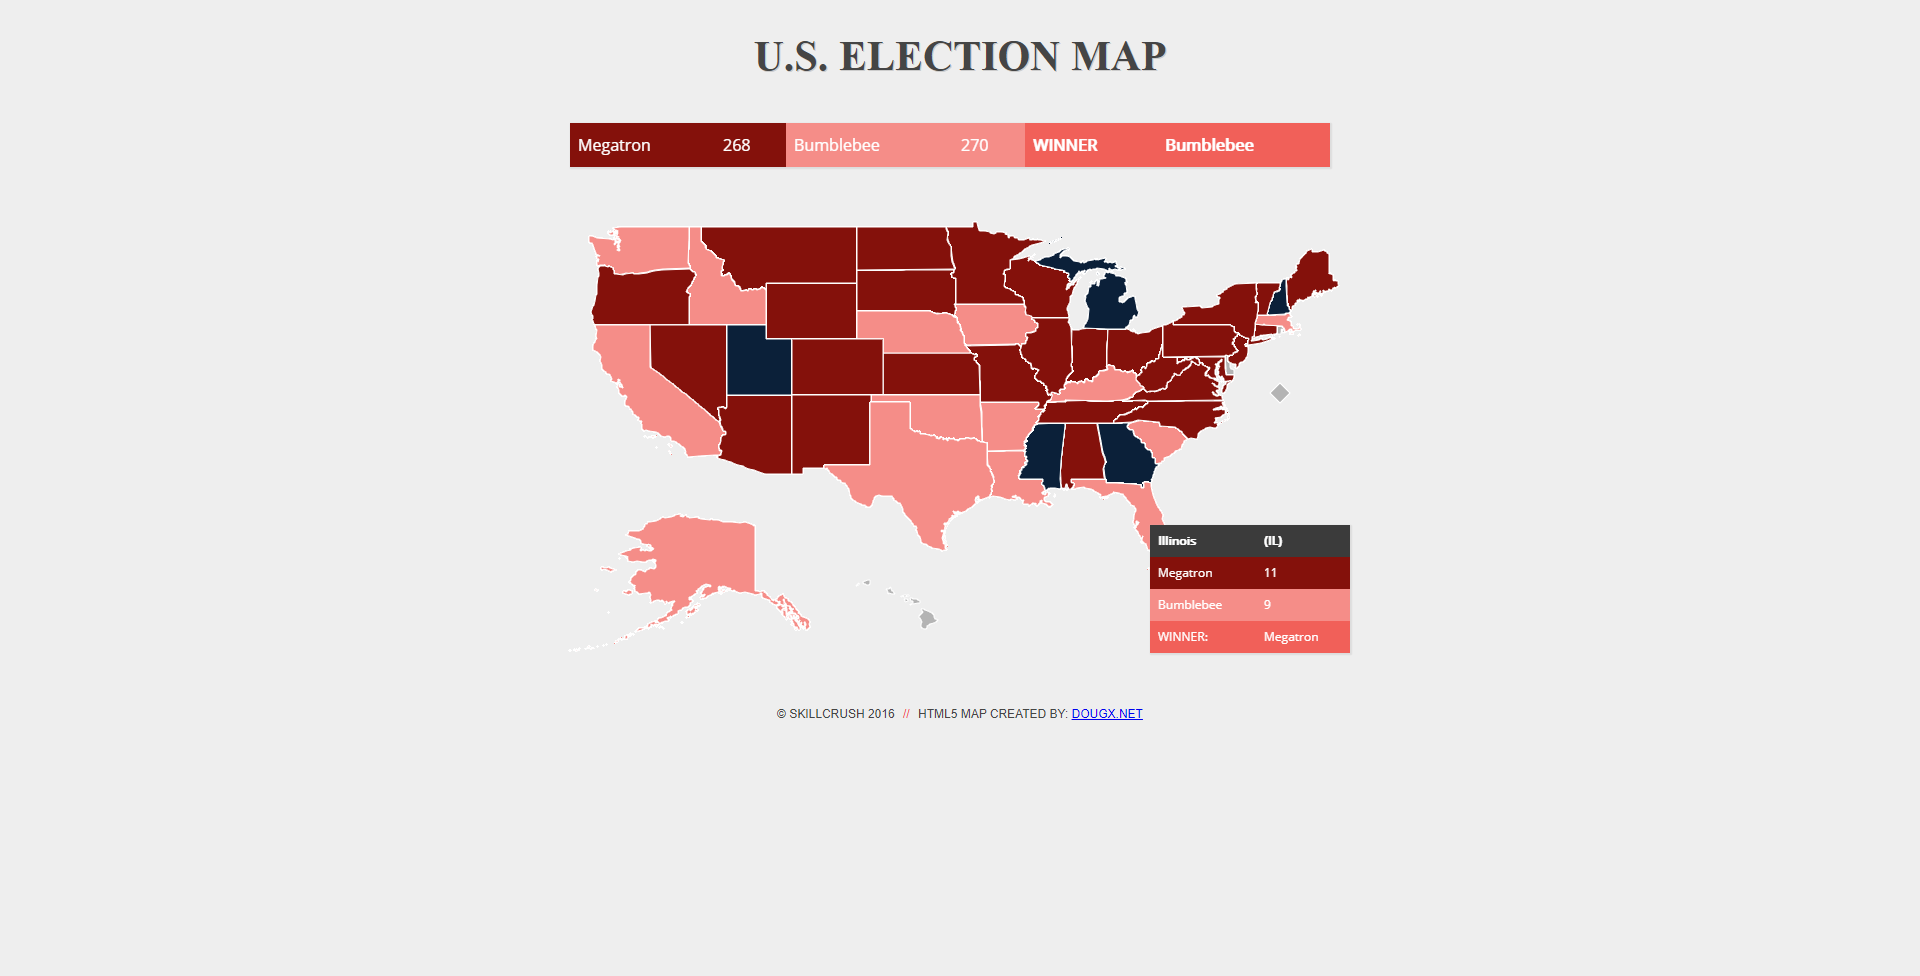 U.S. ELECTION MAP
Megatron 268 Bumblebee 270 WINNER Bumblebee
Illinois (IL)
Megatron 11
Bumblebee 9
WINNER: Megatron
© SKILLCRUSH 2016 // HTML5 MAP CREATED BY: DOUGX.NET